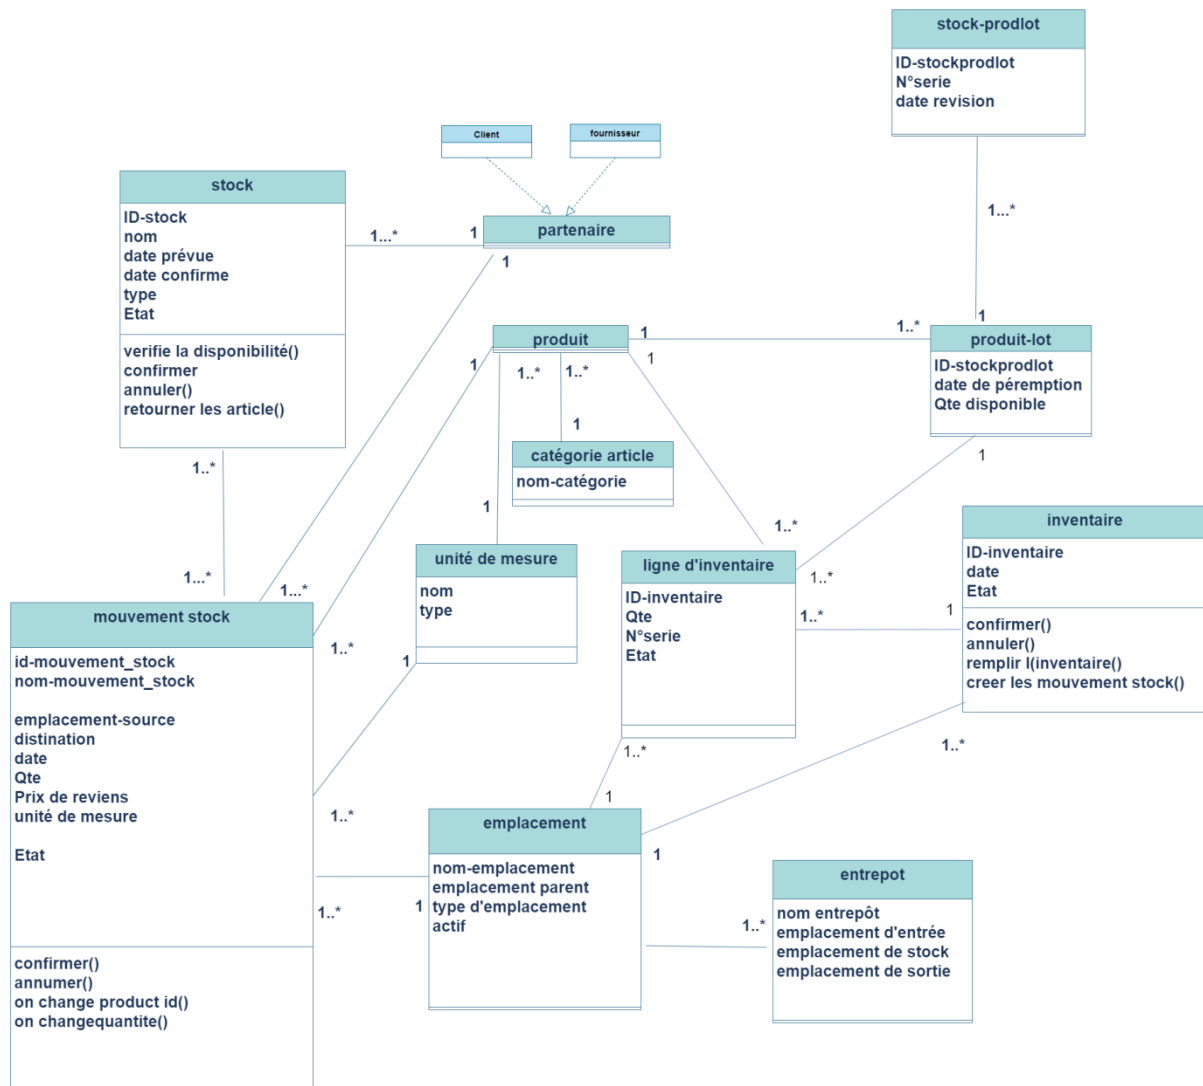 stock-prodlot
ID-stockprodlot
N°serie
date revision
1...*
1
Client
fournisseur
partenaire
1
1
stock
ID-stock
nom
date prévue
date confirme
type
Etat
verifie la disponibilité()
confirmer
annuler()
retourner les article()
1...*
1..*
1...*
1...*
produit
1
1
1
1..*
1..*
1..*
produit-lot
ID-stockprodlot
date de péremption
Qte disponible
1
catégorie article
nom-catégorie
1
1
unité de mesure
nom
type
1
ligne d'inventaire
ID-inventaire
Qte
N°serie
Etat
1..*
1..*
1..*
1..*
inventaire
ID-inventaire
date
Etat
confirmer()
annuler()
remplir l(inventaire()
creer les mouvement stock()
1
1..*
mouvement stock
id-mouvement_stock
nom-mouvement_stock
emplacement-source
distination
date
Qte
Prix de reviens
unité de mesure
Etat
confirmer()
annumer()
on change product id()
on changequantite()
1..*
1..*
1..*
emplacement
nom-emplacement
emplacement parent
type d'emplacement
actif
1
1
1
entrepot
nom entrepôt
emplacement d'entrée
emplacement de stock
emplacement de sortie
1..*